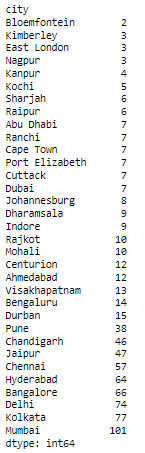 city
Bloemfontein 2
Kimberley 3
East London 3
Nagpur 3
Kanpur 4
Kochi 5
Sharjah 6
Raipur 6
Abu Dhabi 7
Ranchi 7
Cape Town 7
Port Elizabeth 7
Cuttack 7
Dubai 7
Johannesburg 8
Dharamsala 9
Indore 9
Rajkot 10
Mohali 10
Centurion 12
Ahmedabad 12
Visakhapatnam 13
Bengaluru 14
Durban 15
Pune 38
Chandigarh 46
Jaipur 47
Chennai 57
Hyderabad 64
Bangalore 66
Delhi 74
Kolkata 77
Mumbai 101
dtype: int64